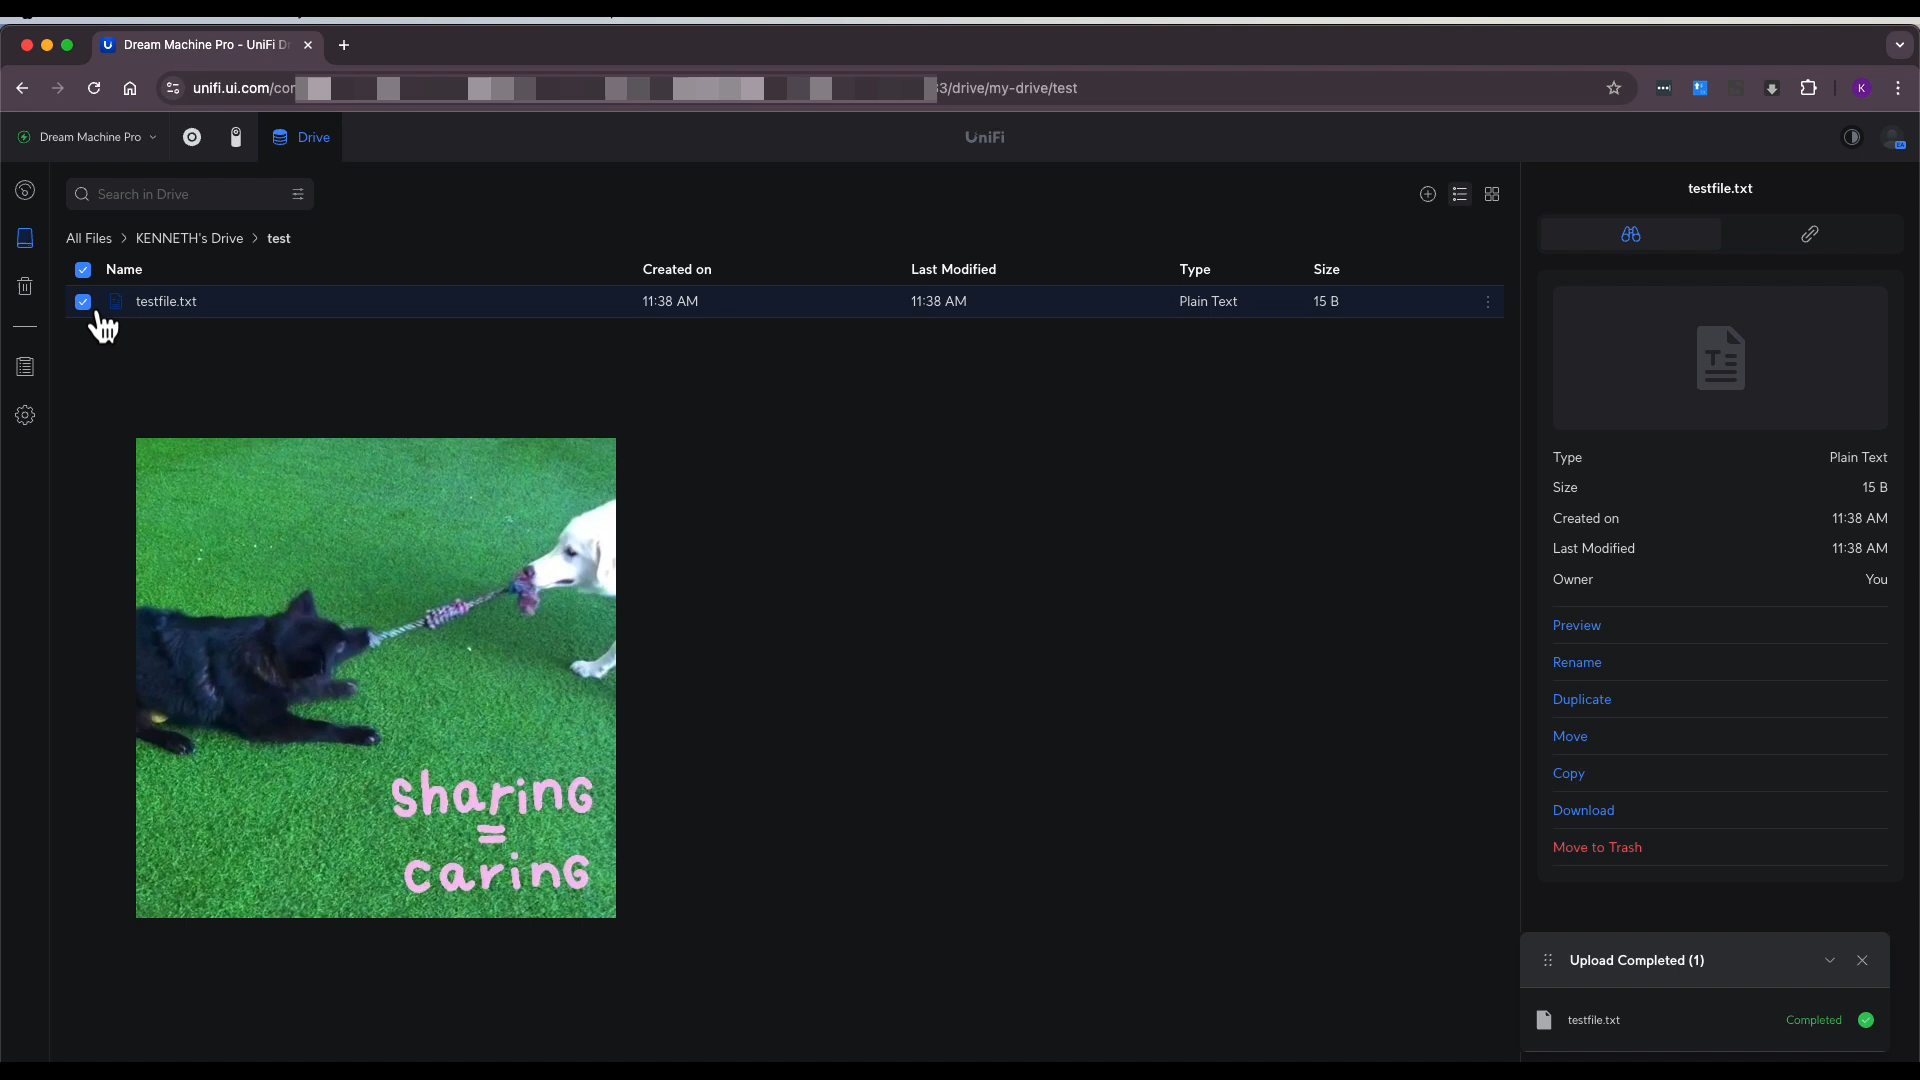 Dream Machine Pro - UniFi Dr
unifi.ui.com/con
33/drive/my-drive/test
K
Dream Machine Pro
Drive
UniFi
EA
Search in Drive
All Files > KENNETH's Drive > test
Name Created on Last Modified Type Size
testfile.txt 11:38 AM 11:38 AM Plain Text 15 B
sharing
=
caring
testfile.txt
Type Plain Text
Size 15 B
Created on 11:38 AM
Last Modified 11:38 AM
Owner You
Preview
Rename
Duplicate
Move
Copy
Download
Move to Trash
Upload Completed (1)
testfile.txt Completed